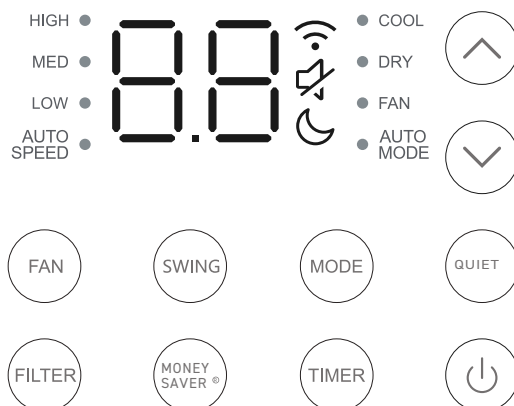 HIGH
MED
LOW
AUTO
SPEED
8.8
COOL
DRY
FAN
AUTO
MODE
FAN
SWING
MODE
QUIET
FILTER
MONEY
SAVER ®
TIMER